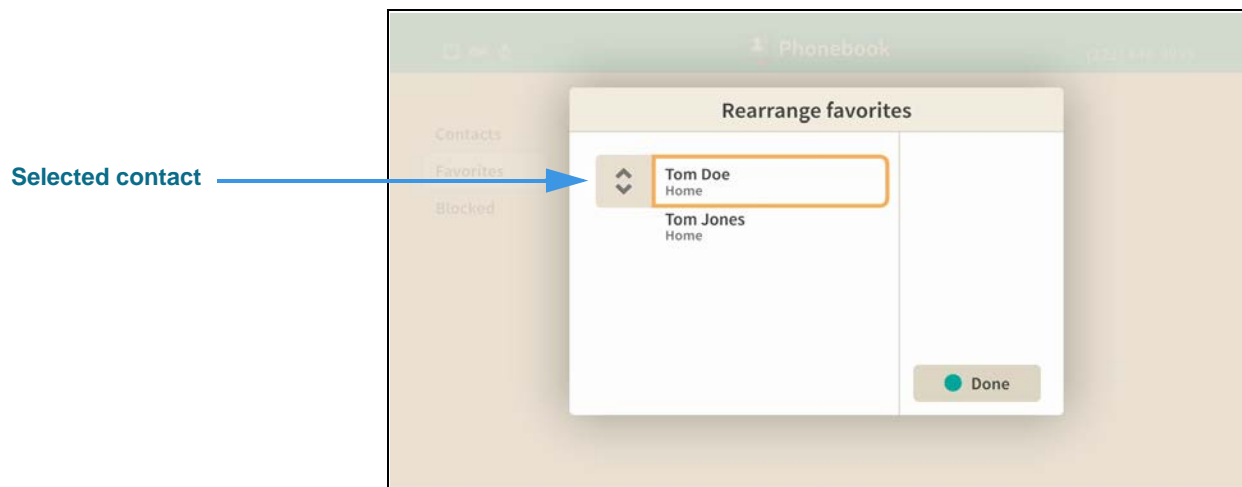 Phonebook
Rearrange favorites
Contacts
Selected contact
Favorites
Tom Doe
Home
Blocked
Tom Jones
Home
Done